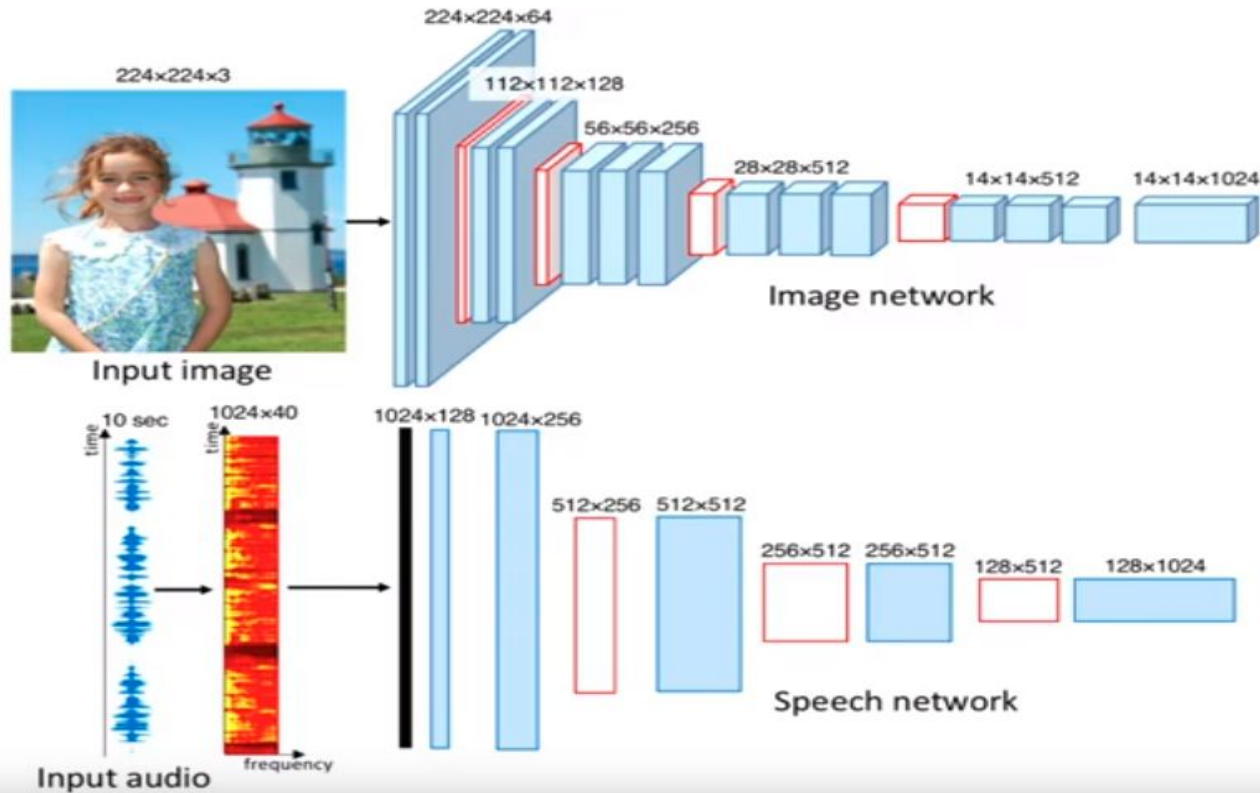 224×224×64
224×224×3
112×112×128
56×56×256
28×28×512
14×14×512
14×14×1024
Image network
Input image
10 sec
time
1024×40
time
frequency
Input audio
1024×128
1024×256
512×256
512×512
256×512
256×512
128×512
128×1024
Speech network